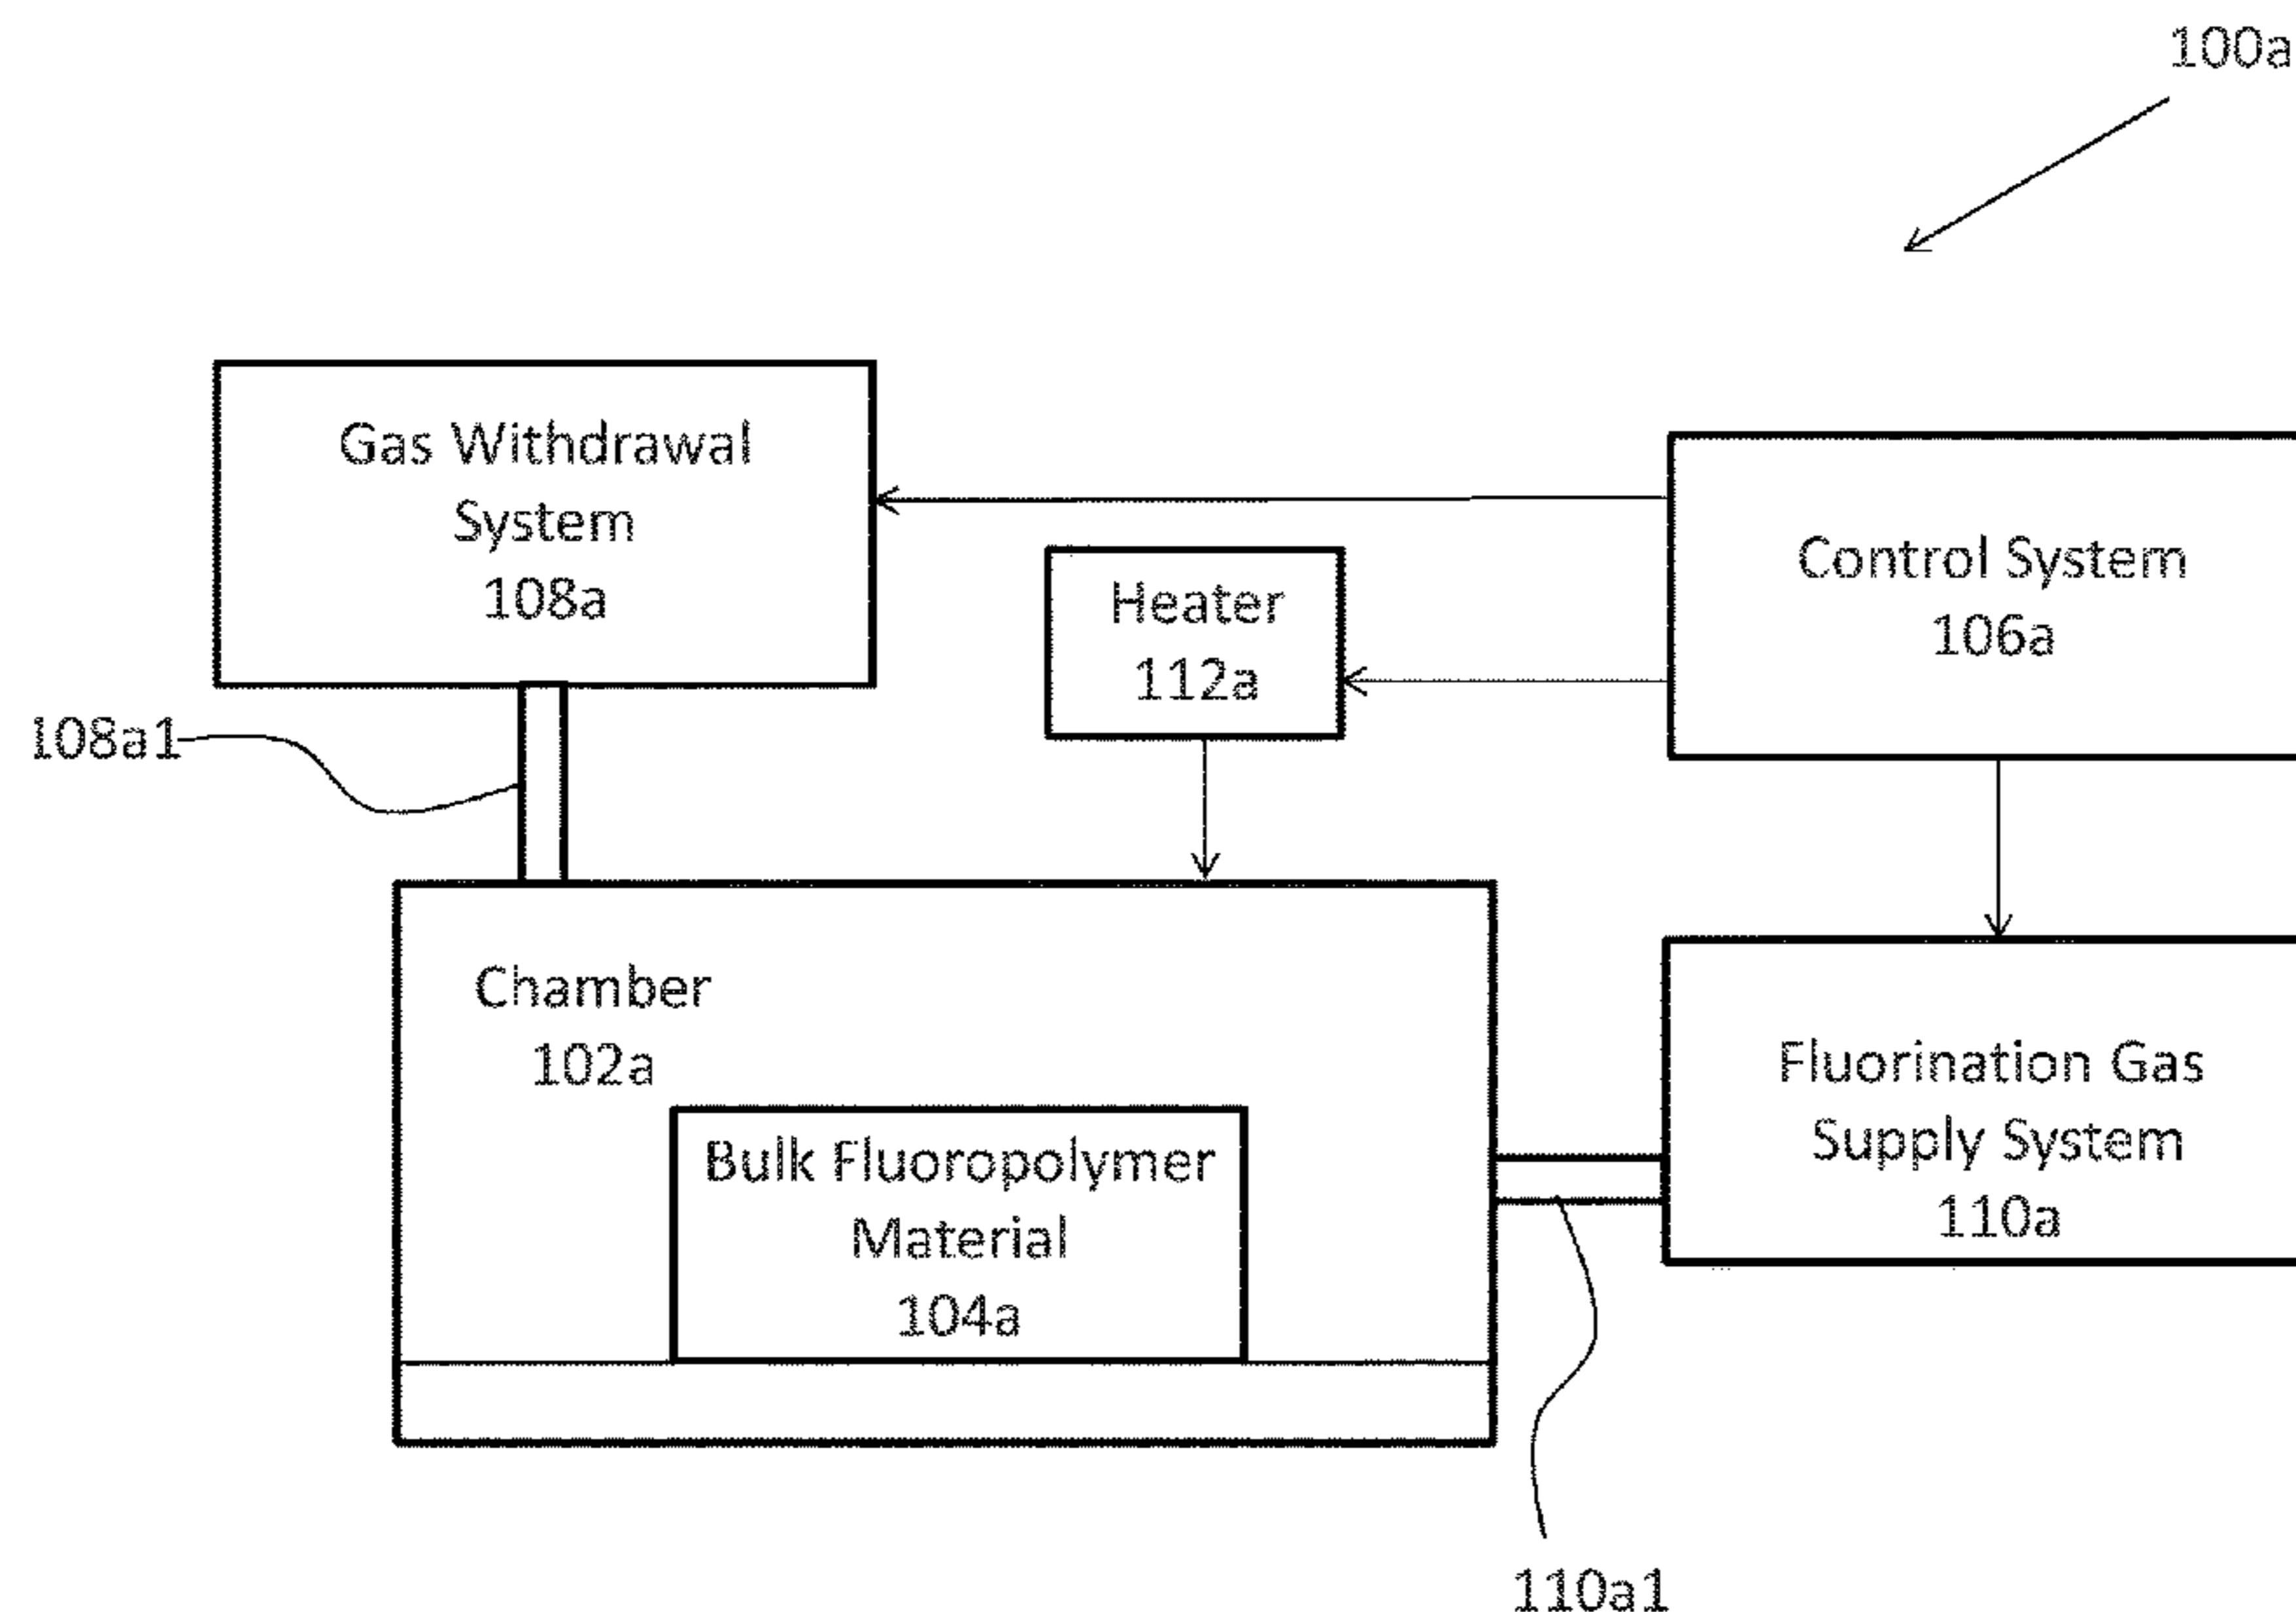 100a
Gas Withdrawal
System
108a
Control System
106a
Heater
112a
108a1
Chamber
102a
Fluorination Gas
Supply System
110a
Bulk Fluoropolymer
Material
104a
110a1